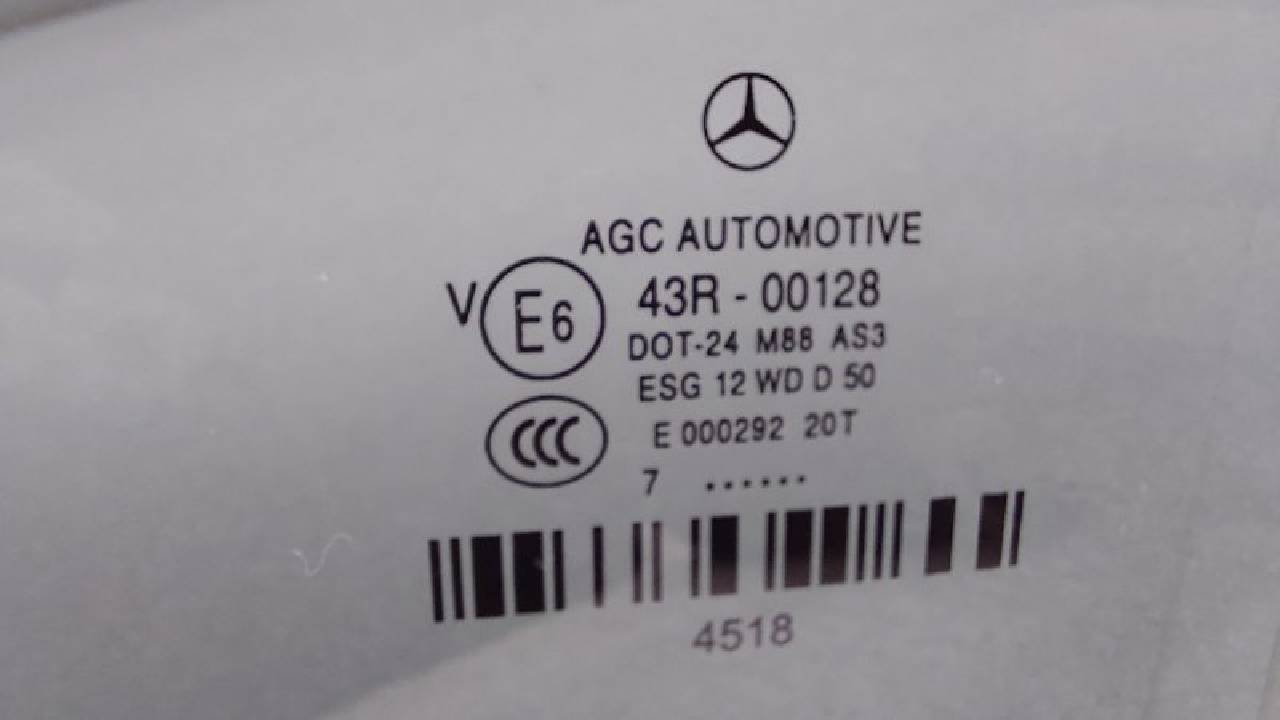 AGC AUTOMOTIVE
V E6 43R - 00128
DOT-24 M88 AS3
ESG 12 WD D 50
CCC E 000292 20T
7 ......
4518